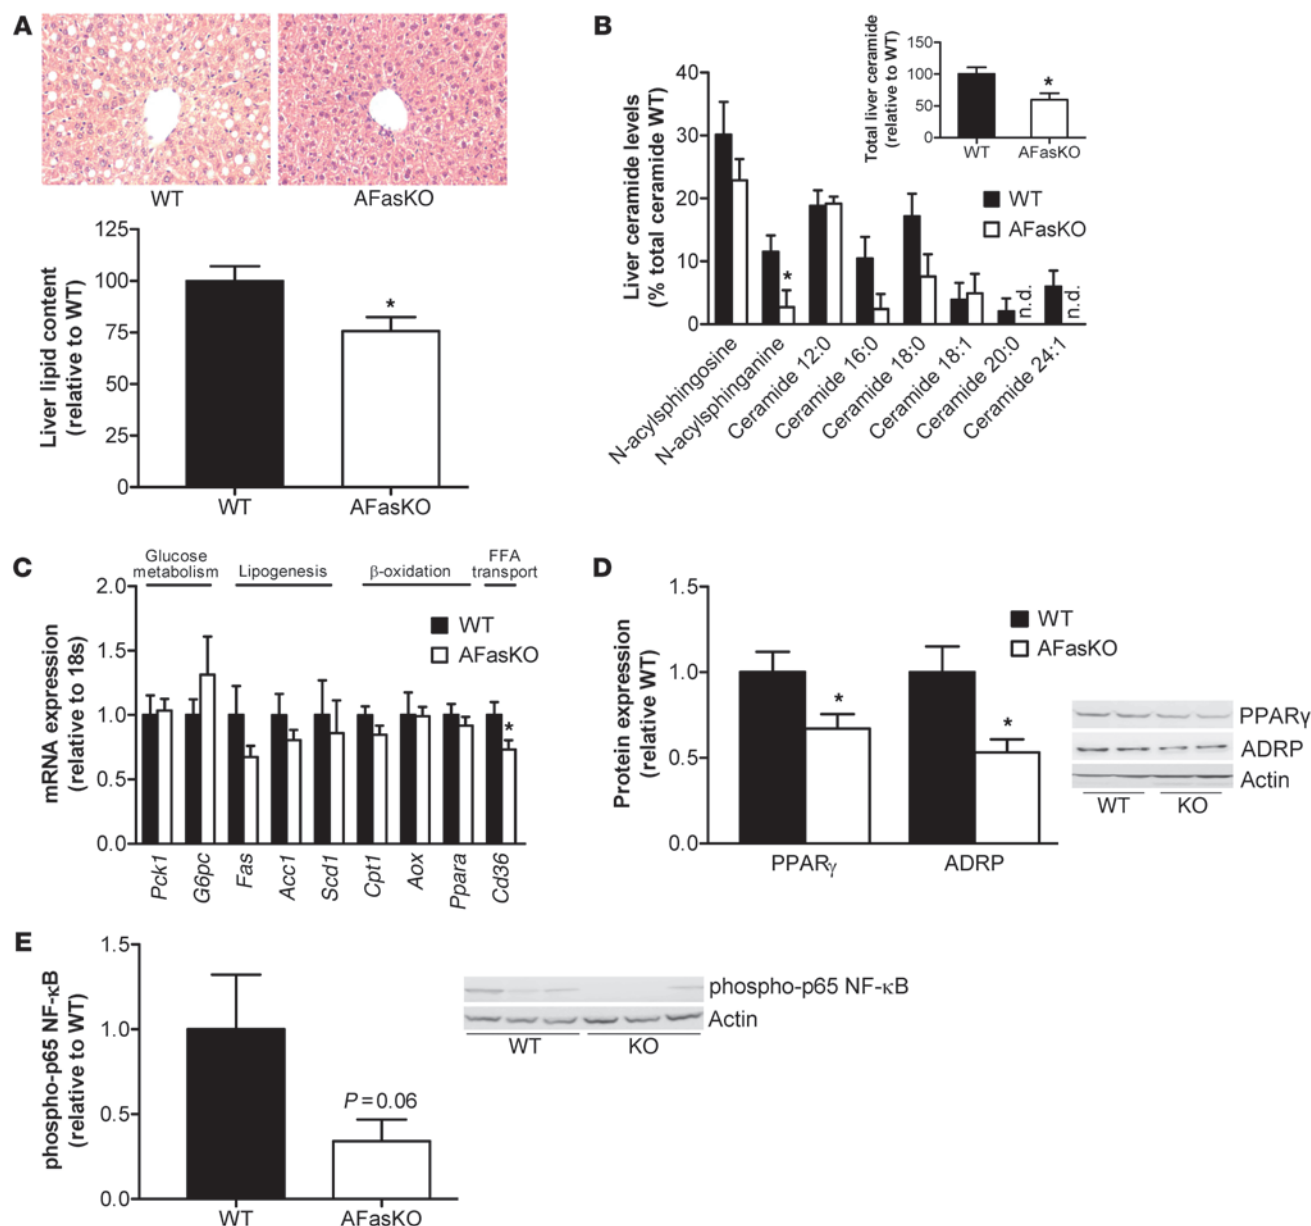 A
WT
AFasKO
Liver lipid content
(relative to WT)
125
100
75
50
25
0
WT
AFasKO
B
Liver ceramide levels
(% total ceramide WT)
40
30
20
10
0
Total liver ceramide
(relative to WT)
150
100
50
0
WT
AFasKO
*
WT
AFasKO
*
n.d.
n.d.
N-acylsphingosine
N-acylsphinganine
Ceramide 12:0
Ceramide 16:0
Ceramide 18:0
Ceramide 18:1
Ceramide 20:0
Ceramide 24:1
*
C
Glucose
metabolism
Lipogenesis
β-oxidation
FFA
transport
mRNA expression
(relative to 18s)
2.0
1.5
1.0
0.5
0.0
WT
AFasKO
*
Pck1
G6pc
Fas
Acc1
Scd1
Cpt1
Aox
Ppara
Cd36
D
Protein expression
(relative WT)
1.5
1.0
0.5
0.0
WT
AFasKO
*
*
PPARγ
ADRP
PPARγ
ADRP
Actin
WT
KO
E
phospho-p65 NF-κB
(relative to WT)
1.5
1.0
0.5
0.0
P = 0.06
WT
AFasKO
phospho-p65 NF-κB
Actin
WT
KO